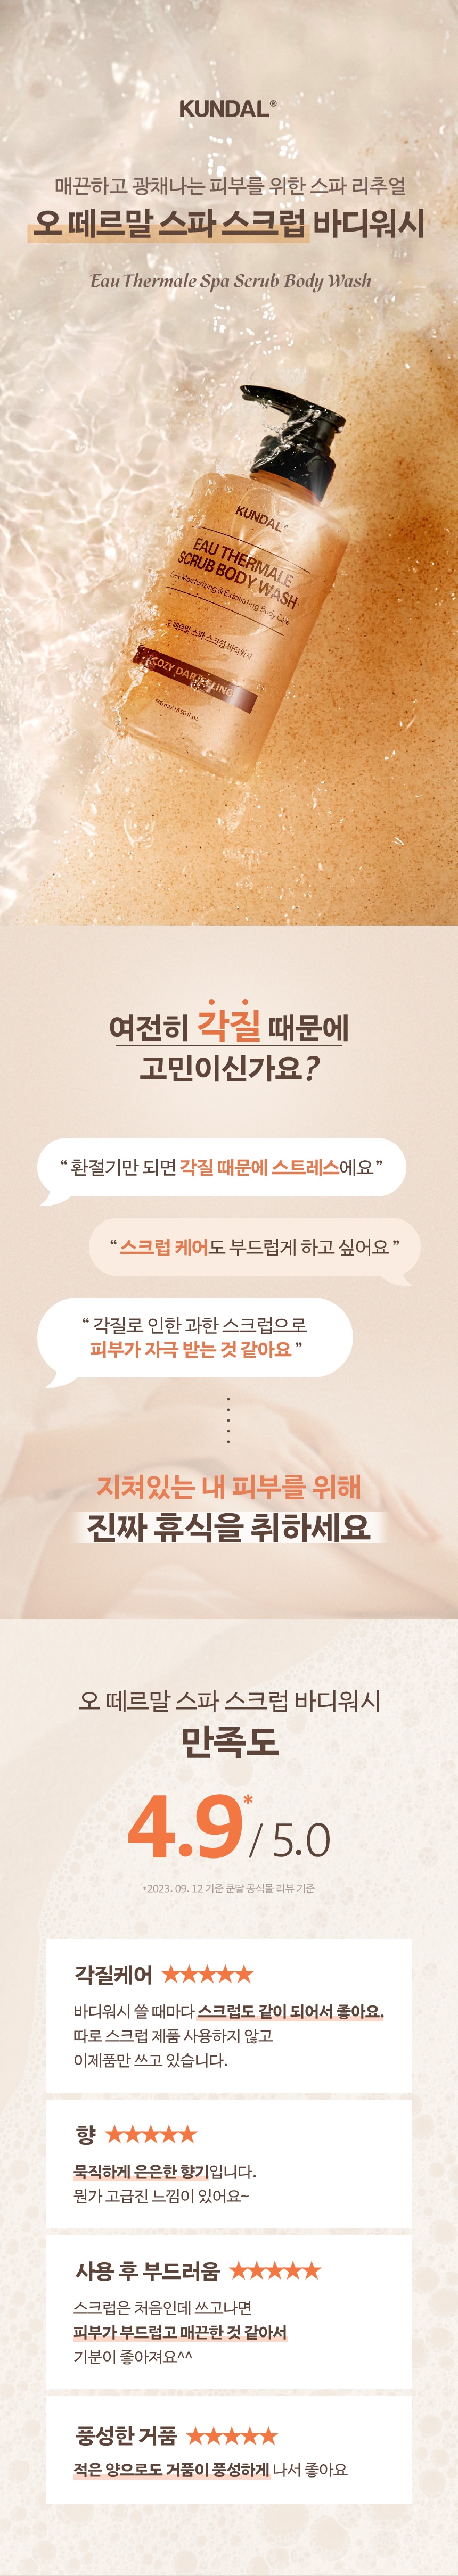 KUNDAL®
매끈하고 광채나는 피부를 위한 스파 리추얼
오 떼르말 스파 스크럽 바디워시
Eau Thermale Spa Scrub Body Wash
KUNDAL
EAU THERMALE
SCRUB BODY WASH
Daily Moisturizing & Exfoliating Body Care
오 떼르말 스파 스크럽 바디워시
COZY DARJEELING
500 ml / 16.90 fl. oz.
여전히 각질 때문에
고민이신가요?
“ 환절기만 되면 각질 때문에 스트레스에요 ”
“ 스크럽 케어도 부드럽게 하고 싶어요 ”
“ 각질로 인한 과한 스크럽으로
피부가 자극 받는 것 같아요 ”
지쳐있는 내 피부를 위해
진짜 휴식을 취하세요
오 떼르말 스파 스크럽 바디워시
만족도
4.9* / 5.0
*2023. 09. 12 기준 쿤달 공식몰 리뷰 기준
각질케어 ★★★★★
바디워시 쓸 때마다 스크럽도 같이 되어서 좋아요.
따로 스크럽 제품 사용하지 않고
이제품만 쓰고 있습니다.
향 ★★★★★
묵직하게 은은한 향기입니다.
뭔가 고급진 느낌이 있어요~
사용 후 부드러움 ★★★★★
스크럽은 처음인데 쓰고나면
피부가 부드럽고 매끈한 것 같아서
기분이 좋아져요^^
풍성한 거품 ★★★★★
적은 양으로도 거품이 풍성하게 나서 좋아요